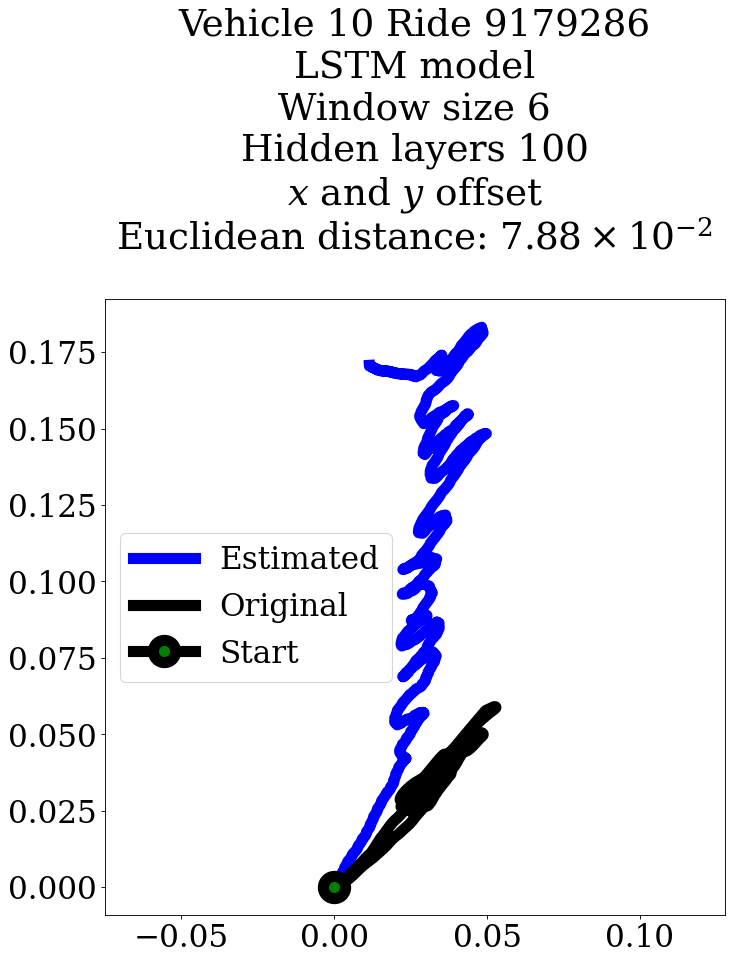 Vehicle 10 Ride 9179286
LSTM model
Window size 6
Hidden layers 100
x and y offset
Euclidean distance: 7.88 × 10⁻²
0.175
0.150
0.125
0.100
0.075
0.050
0.025
0.000
Estimated
Original
Start
−0.05 0.00 0.05 0.10